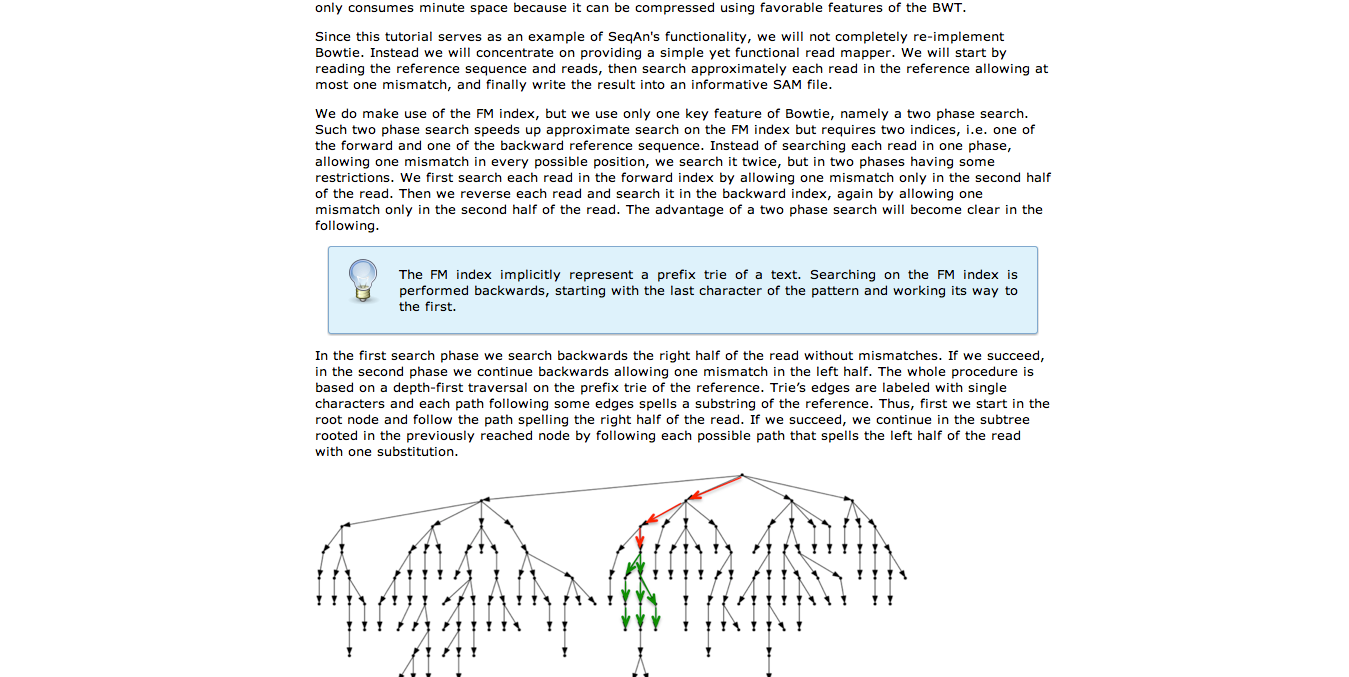 only consumes minute space because it can be compressed using favorable features of the BWT.
Since this tutorial serves as an example of SeqAn's functionality, we will not completely re-implement
Bowtie. Instead we will concentrate on providing a simple yet functional read mapper. We will start by
reading the reference sequence and reads, then search approximately each read in the reference allowing at
most one mismatch, and finally write the result into an informative SAM file.
We do make use of the FM index, but we use only one key feature of Bowtie, namely a two phase search.
Such two phase search speeds up approximate search on the FM index but requires two indices, i.e. one of
the forward and one of the backward reference sequence. Instead of searching each read in one phase,
allowing one mismatch in every possible position, we search it twice, but in two phases having some
restrictions. We first search each read in the forward index by allowing one mismatch only in the second half
of the read. Then we reverse each read and search it in the backward index, again by allowing one
mismatch only in the second half of the read. The advantage of a two phase search will become clear in the
following.
The FM index implicitly represent a prefix trie of a text. Searching on the FM index is
performed backwards, starting with the last character of the pattern and working its way to
the first.
In the first search phase we search backwards the right half of the read without mismatches. If we succeed,
in the second phase we continue backwards allowing one mismatch in the left half. The whole procedure is
based on a depth-first traversal on the prefix trie of the reference. Trie’s edges are labeled with single
characters and each path following some edges spells a substring of the reference. Thus, first we start in the
root node and follow the path spelling the right half of the read. If we succeed, we continue in the subtree
rooted in the previously reached node by following each possible path that spells the left half of the read
with one substitution.